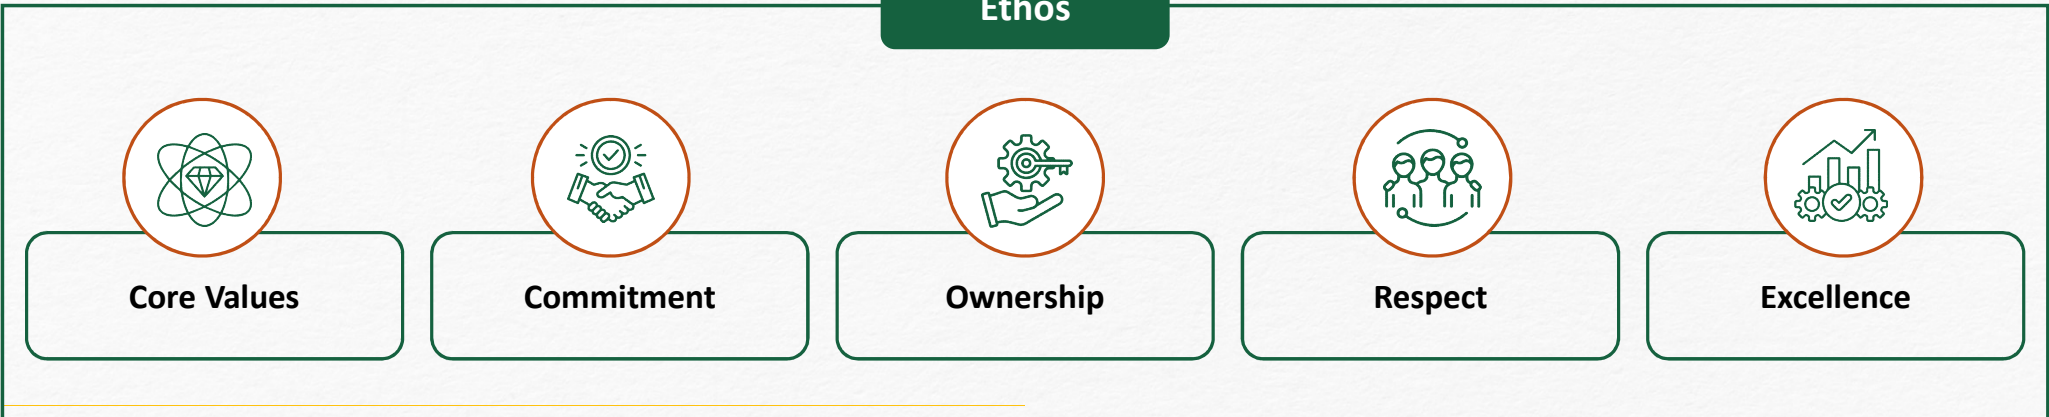 Ethos
Core Values
Commitment
Ownership
Respect
Excellence